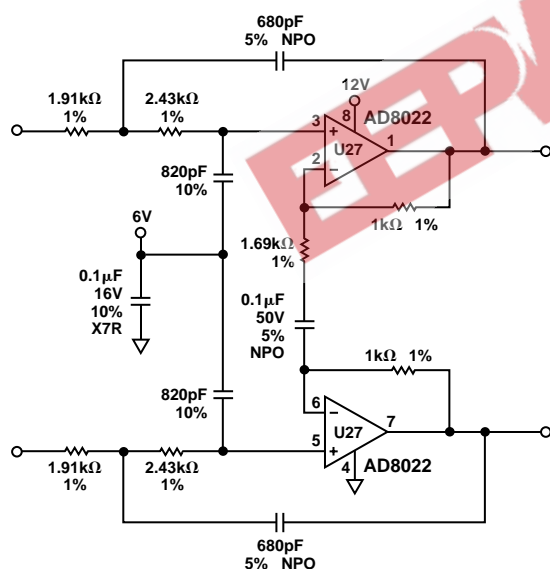 680pF
5% NPO
12V
1.91kΩ
1%
2.43kΩ
1%
3
8
AD8022
+
U27
1
2
−
820pF
10%
1kΩ 1%
6V
1.69kΩ
1%
0.1µF
16V
10%
X7R
0.1µF
50V
5%
NPO
1kΩ 1%
820pF
10%
6
−
7
U27
5
+
4
AD8022
1.91kΩ
1%
2.43kΩ
1%
680pF
5% NPO